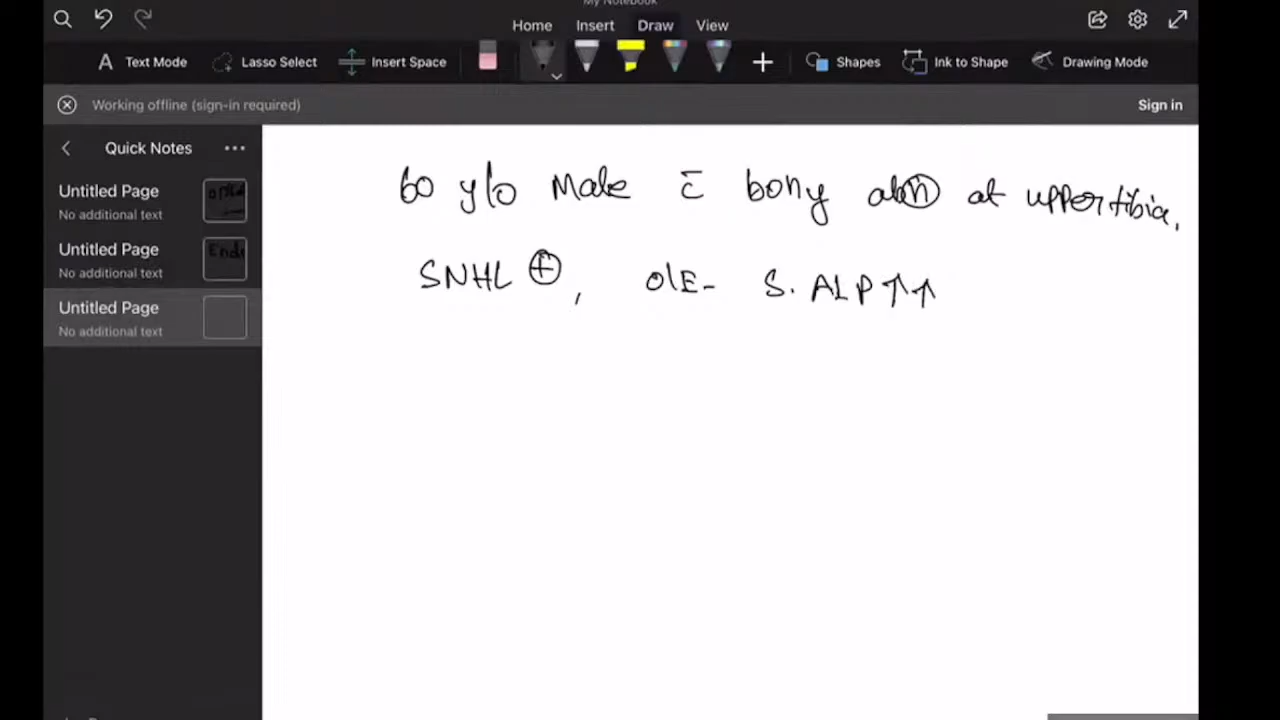 My Notebook
Home Insert Draw View
Text Mode Lasso Select Insert Space Shapes Ink to Shape Drawing Mode
Working offline (sign-in required) Sign in
Quick Notes
Untitled Page
No additional text
Untitled Page
No additional text
Untitled Page
No additional text
60 y/o Male c̄ bony abⓝ at upper tibia,
SNHL ⊕, O/E- S. ALP↑↑